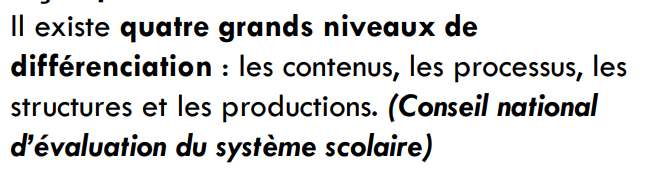 Il existe quatre grands niveaux de
différenciation : les contenus, les processus, les
structures et les productions. (Conseil national
d'évaluation du système scolaire)